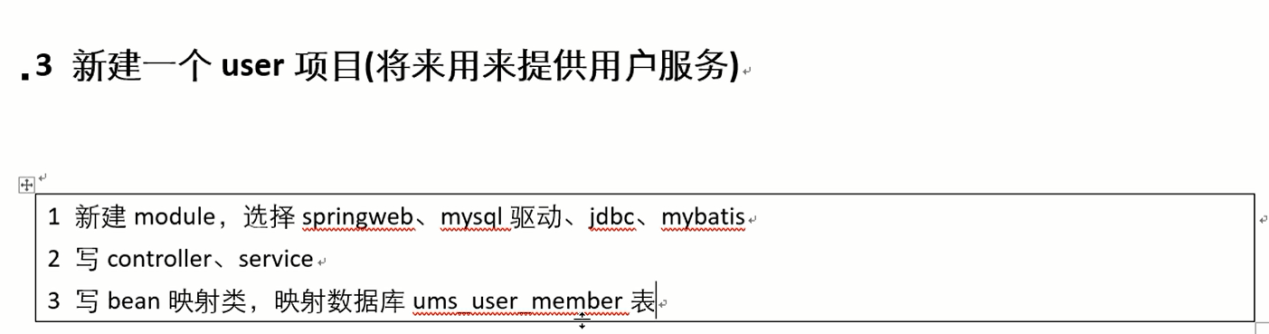 .3 新建一个 user 项目(将来用来提供用户服务)
1 新建 module，选择 springweb、mysql 驱动、jdbc、mybatis
2 写 controller、service
3 写 bean 映射类，映射数据库 ums_user_member 表